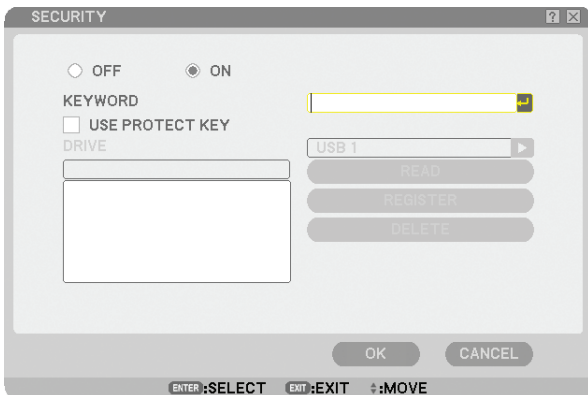 SECURITY
OFF ON
KEYWORD
USE PROTECT KEY
DRIVE USB 1
READ
REGISTER
DELETE
OK CANCEL
ENTER:SELECT EXIT:EXIT :MOVE